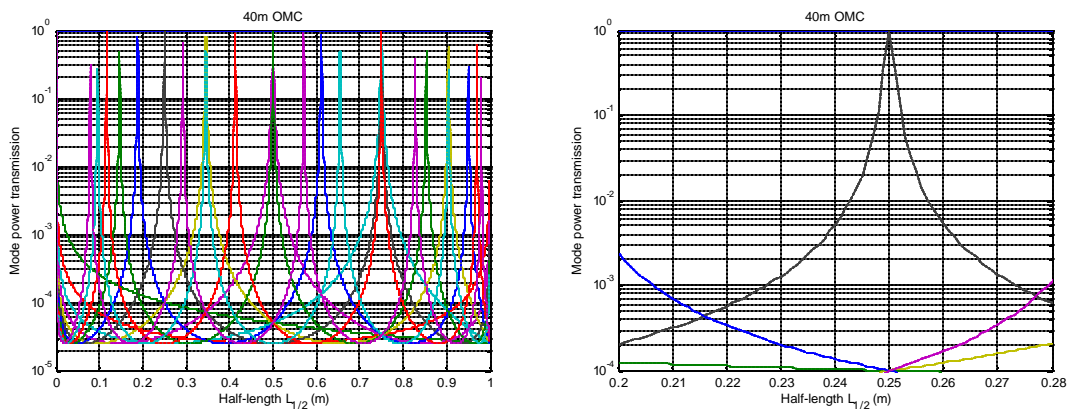 40m OMC
Mode power transmission
10^0
10^-1
10^-2
10^-3
10^-4
10^-5
0 0.1 0.2 0.3 0.4 0.5 0.6 0.7 0.8 0.9 1
Half-length L_1/2 (m)
40m OMC
Mode power transmission
10^0
10^-1
10^-2
10^-3
10^-4
0.2 0.21 0.22 0.23 0.24 0.25 0.26 0.27 0.28
Half-length L_1/2 (m)